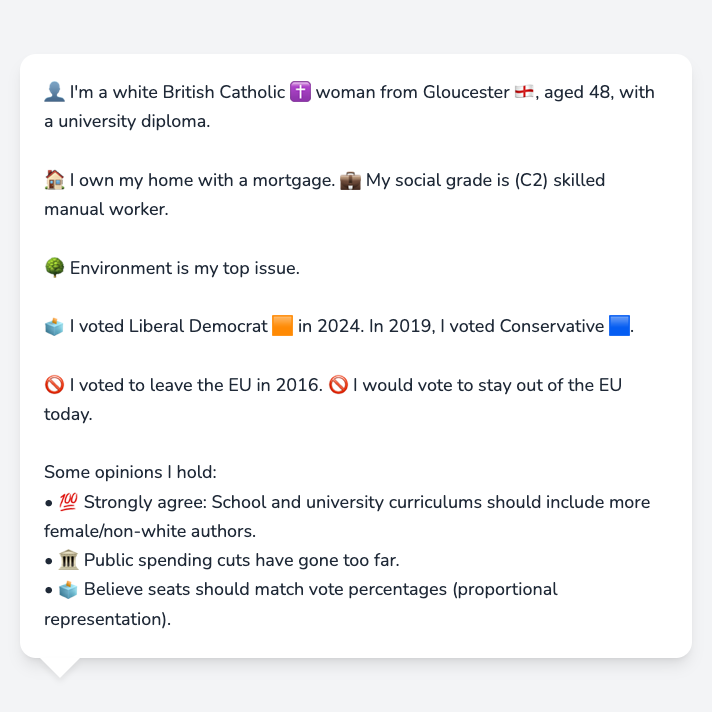 👤 I'm a white British Catholic ✝️ woman from Gloucester 🏴󠁧󠁢󠁥󠁮󠁧󠁿, aged 48, with
a university diploma.
🏠 I own my home with a mortgage. 💼 My social grade is (C2) skilled
manual worker.
🌳 Environment is my top issue.
🗳️ I voted Liberal Democrat 🟧 in 2024. In 2019, I voted Conservative 🟦.
🚫 I voted to leave the EU in 2016. 🚫 I would vote to stay out of the EU
today.
Some opinions I hold:
• 💯 Strongly agree: School and university curriculums should include more
female/non-white authors.
• 🏛️ Public spending cuts have gone too far.
• 🗳️ Believe seats should match vote percentages (proportional
representation).